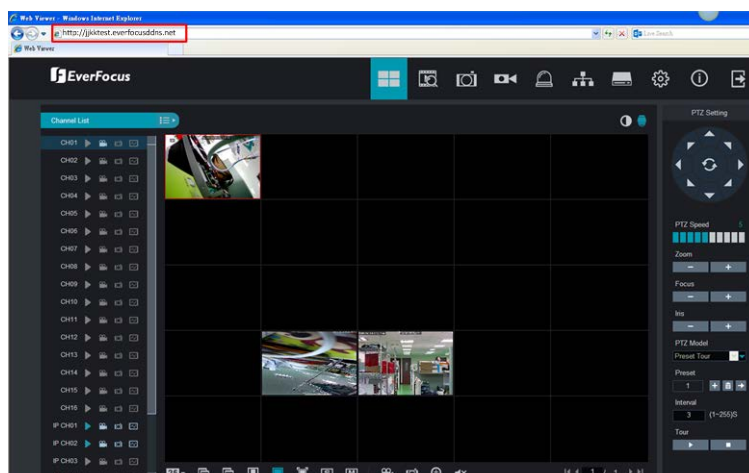 Web Viewer - Windows Internet Explorer
http://jjkktest.everfocusddns.net
Live Search
Web Viewer
EverFocus
Channel List
PTZ Setting
CH01
CH02
CH03
CH04
CH05
CH06
CH07
CH08
CH09
CH10
CH11
CH12
CH13
CH14
CH15
CH16
IP CH01
IP CH02
IP CH03
PTZ Speed 5
Zoom
Focus
Iris
PTZ Model
Preset Tour
Preset
1
Interval
3 (1~255)S
Tour